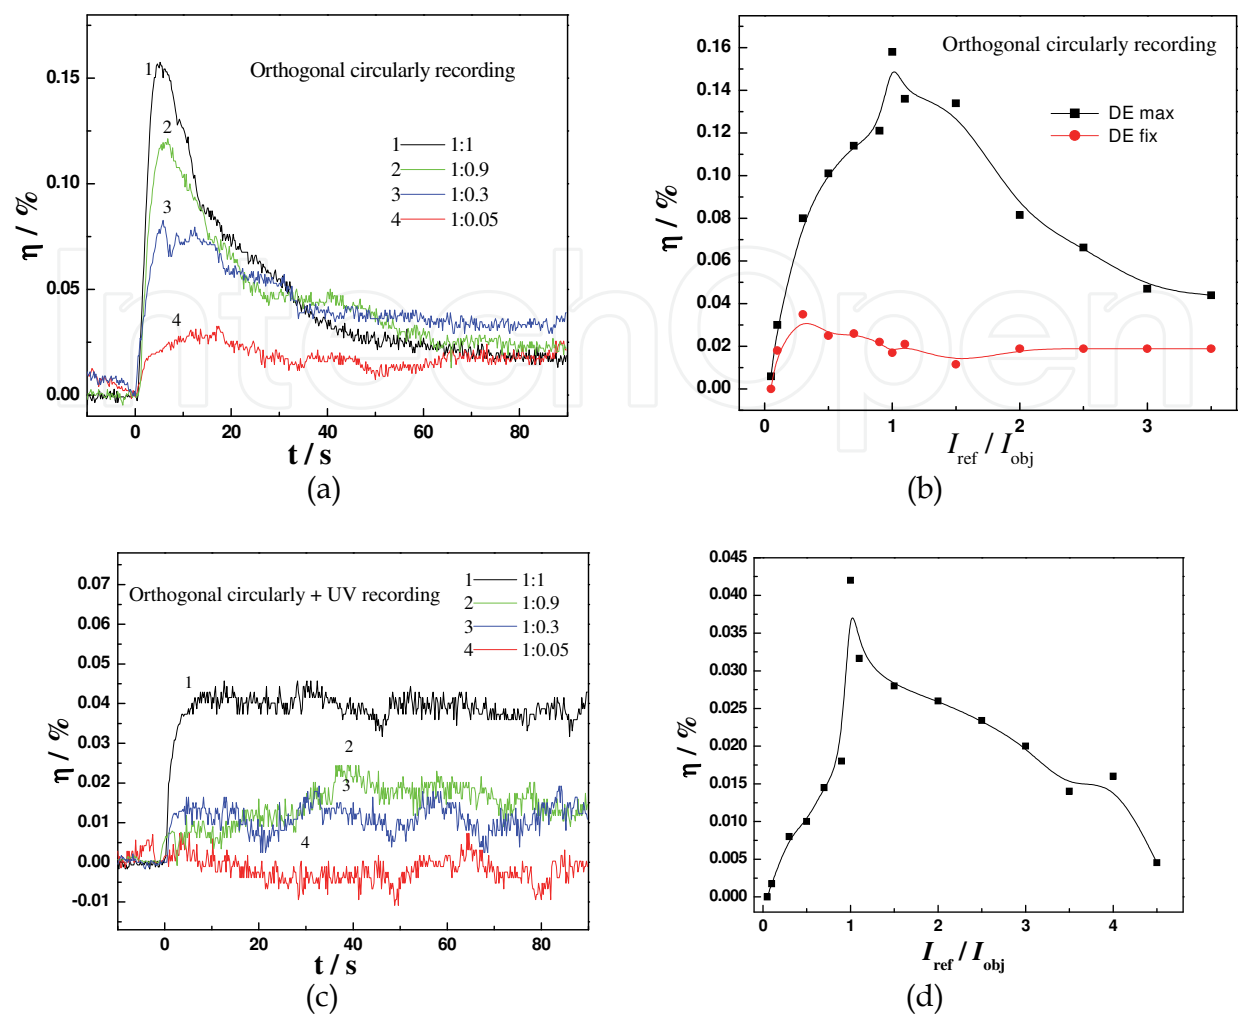 Orthogonal circularly recording
0.15
0.10
0.05
0.00
η / %
1
2
3
4
1 1:1
2 1:0.9
3 1:0.3
4 1:0.05
0 20 40 60 80
t / s
(a)
Orthogonal circularly recording
0.16
0.14
0.12
0.10
0.08
0.06
0.04
0.02
0.00
η / %
DE max
DE fix
0 1 2 3
I ref / I obj
(b)
IntechOpen
Orthogonal circularly + UV recording
0.07
0.06
0.05
0.04
0.03
0.02
0.01
0.00
-0.01
η / %
1 1:1
2 1:0.9
3 1:0.3
4 1:0.05
1
2
3
4
0 20 40 60 80
t / s
(c)
0.045
0.040
0.035
0.030
0.025
0.020
0.015
0.010
0.005
0.000
η / %
0 1 2 3 4
I ref / I obj
(d)